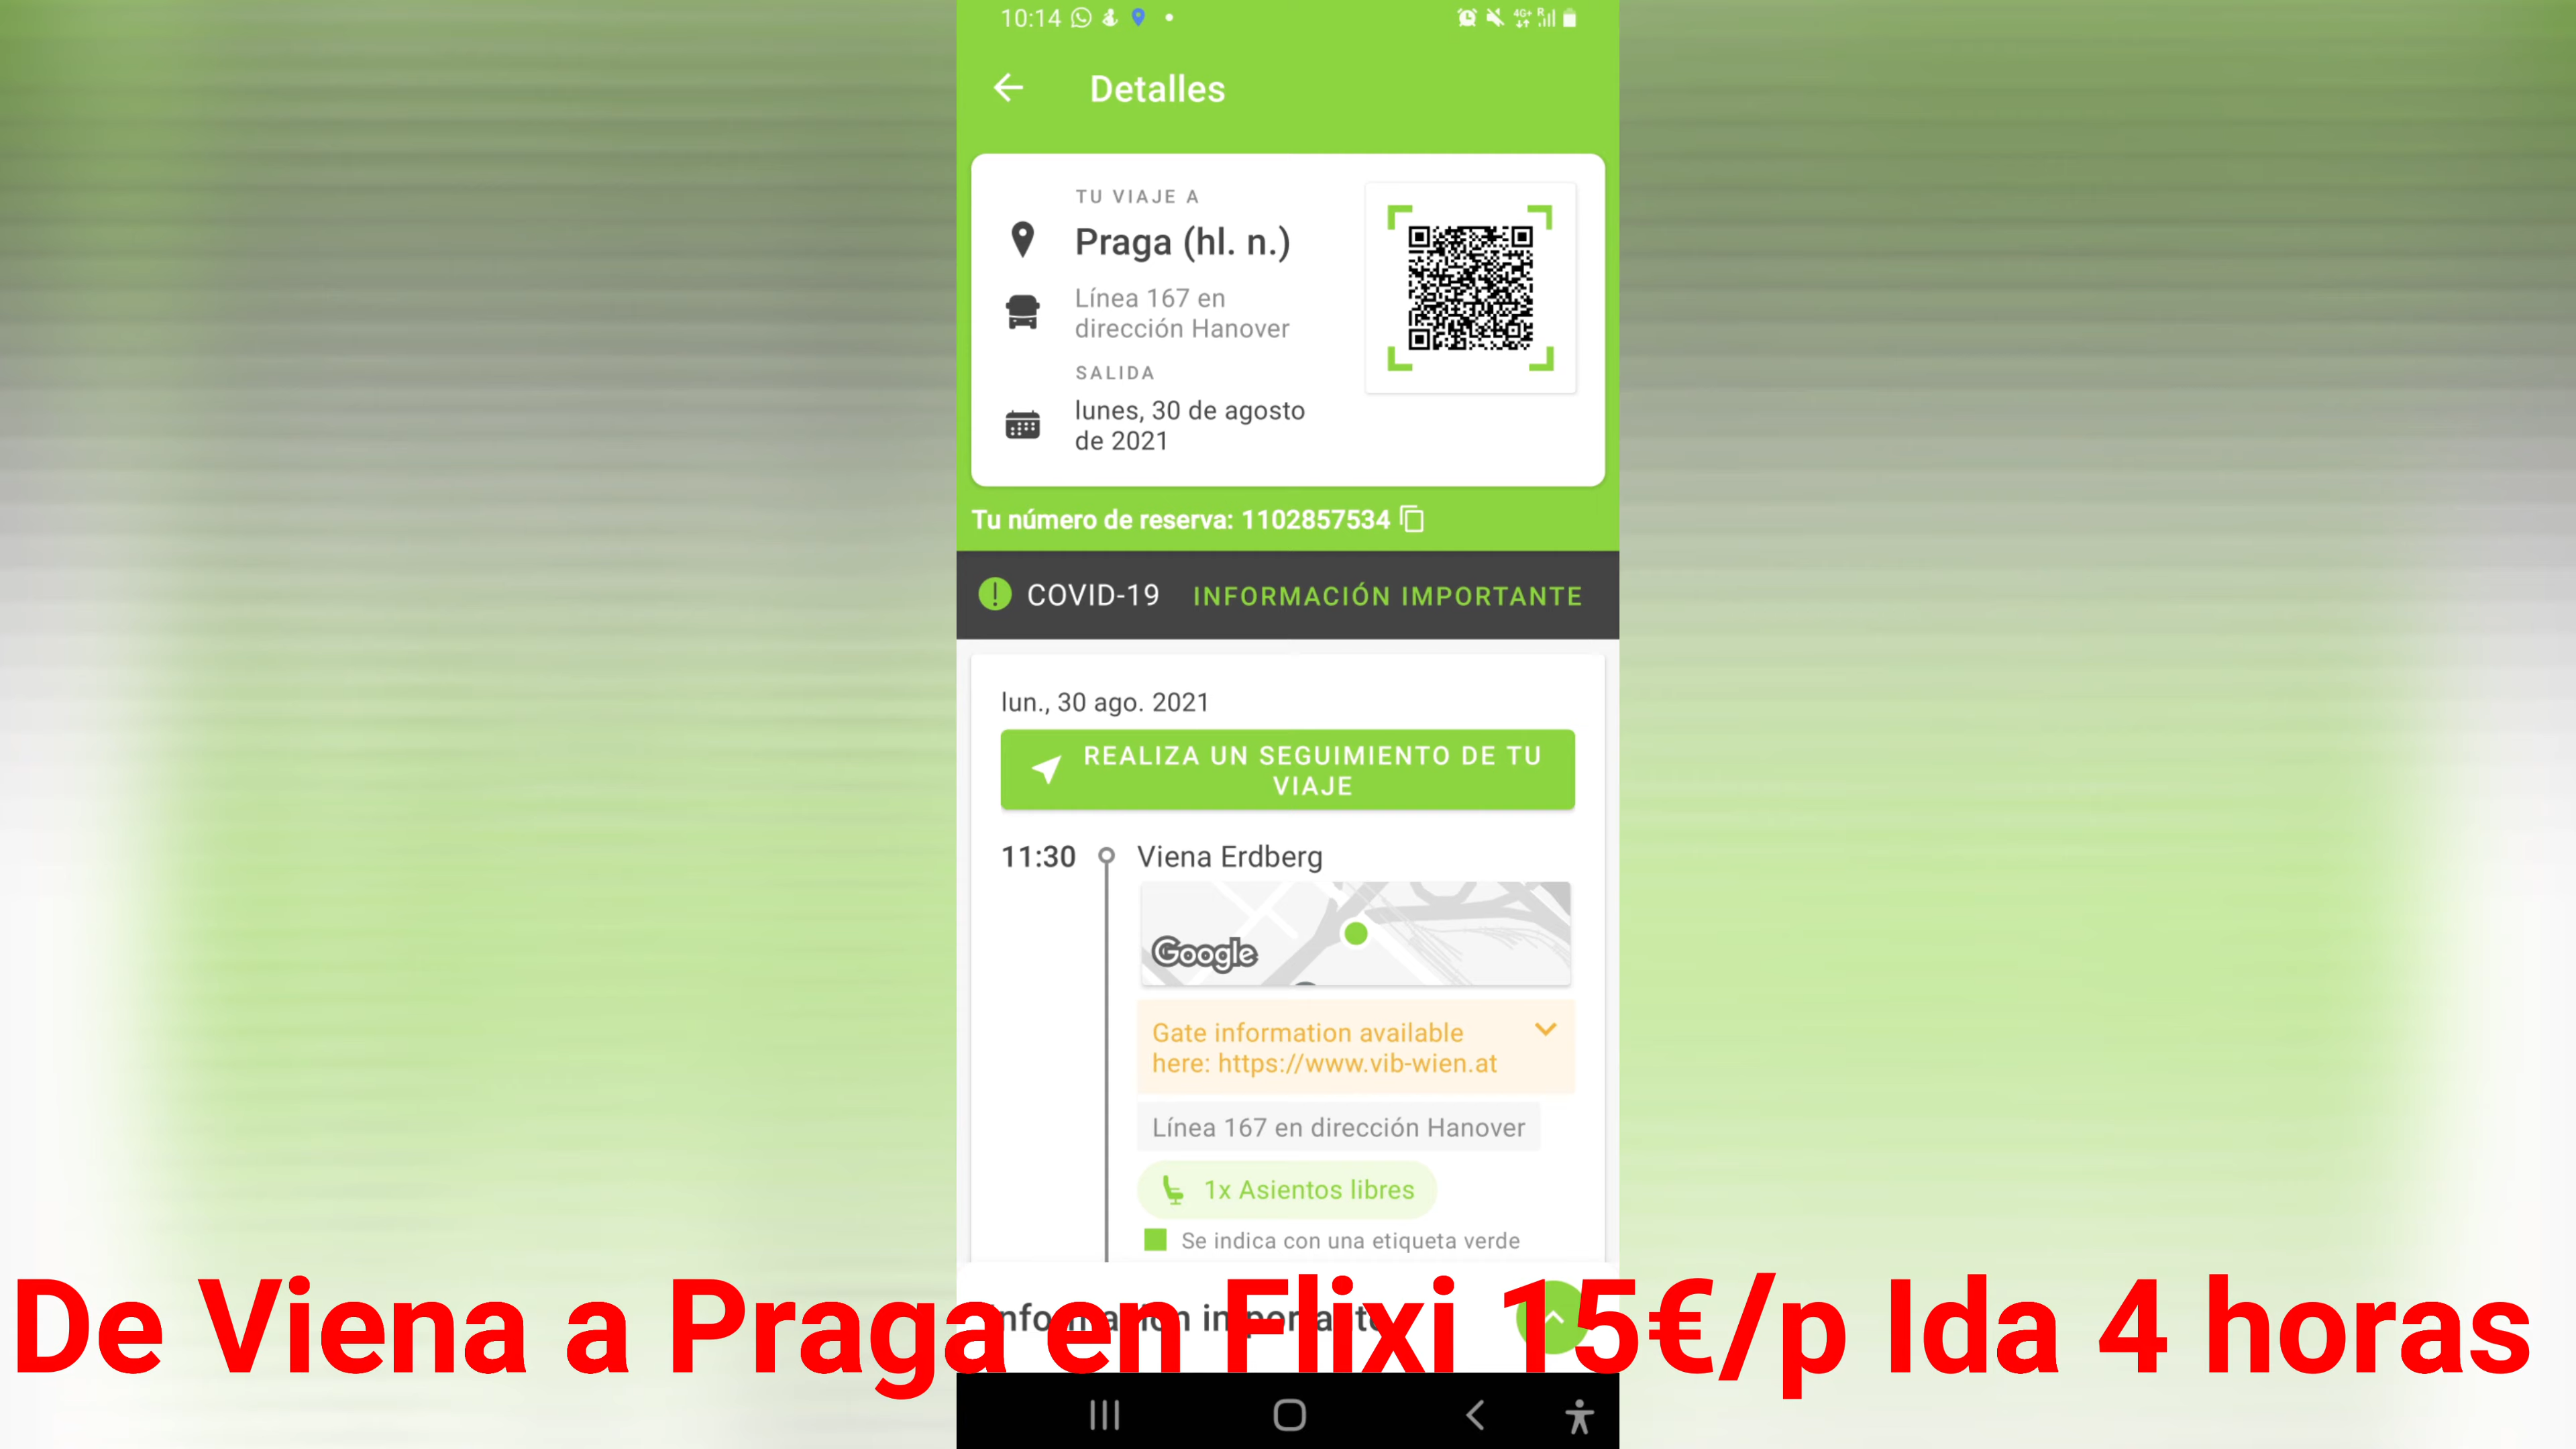 10:14
4G+ R
Detalles
TU VIAJE A
Praga (hl. n.)
Línea 167 en
dirección Hanover
SALIDA
lunes, 30 de agosto
de 2021
Tu número de reserva: 1102857534
COVID-19 INFORMACIÓN IMPORTANTE
lun., 30 ago. 2021
REALIZA UN SEGUIMIENTO DE TU
VIAJE
11:30 Viena Erdberg
Google
Gate information available
here: https://www.vib-wien.at
Línea 167 en dirección Hanover
1x Asientos libres
Se indica con una etiqueta verde
Información importante
De Viena a Praga en Flixi 15€/p Ida 4 horas